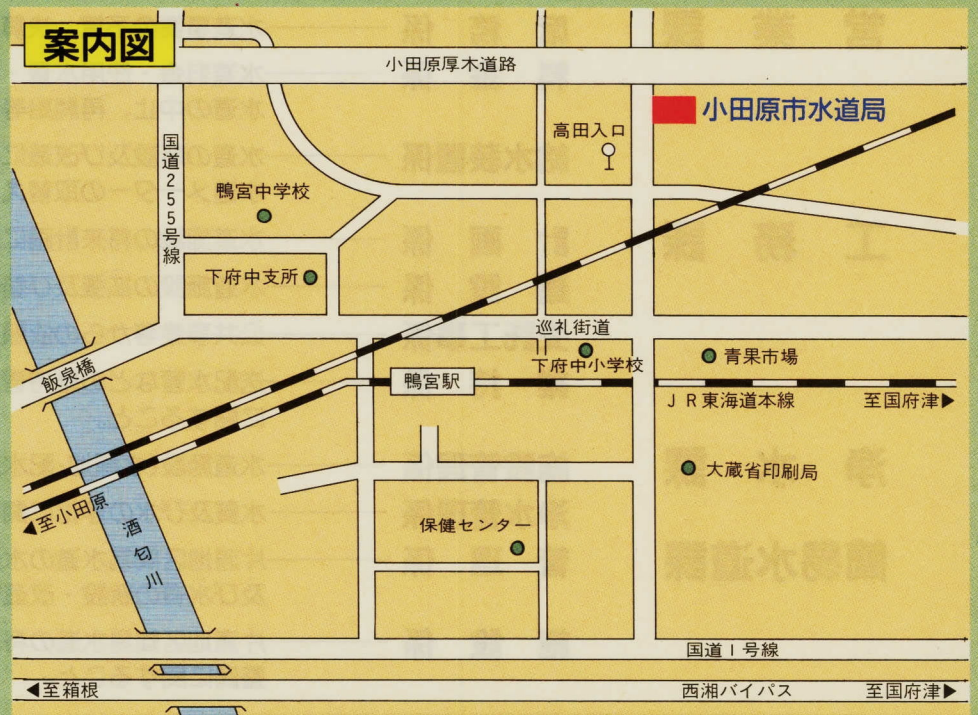 案内図
小田原厚木道路
小田原市水道局
高田入口
国道255号線
鴨宮中学校
下府中支所
巡礼街道
下府中小学校
青果市場
飯泉橋
鴨宮駅
JR東海道本線
至国府津▶
大蔵省印刷局
◀至小田原
酒匂川
保健センター
国道1号線
◀至箱根
西湘バイパス
至国府津▶